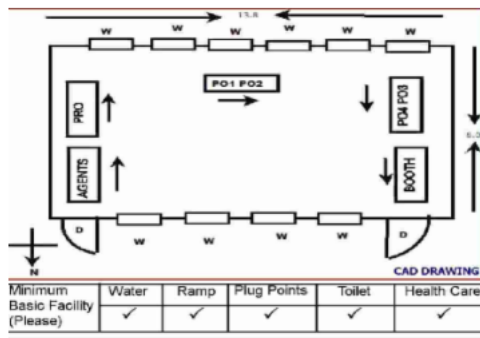 13.8
W W W W W W
PO1 PO2
PRO
PO4 PO3
AGENTS
BOOTH
D
D
W W W W
N
CAD DRAWING
Minimum Basic Facility (Please) Water Ramp Plug Points Toilet Health Care
✓ ✓ ✓ ✓ ✓